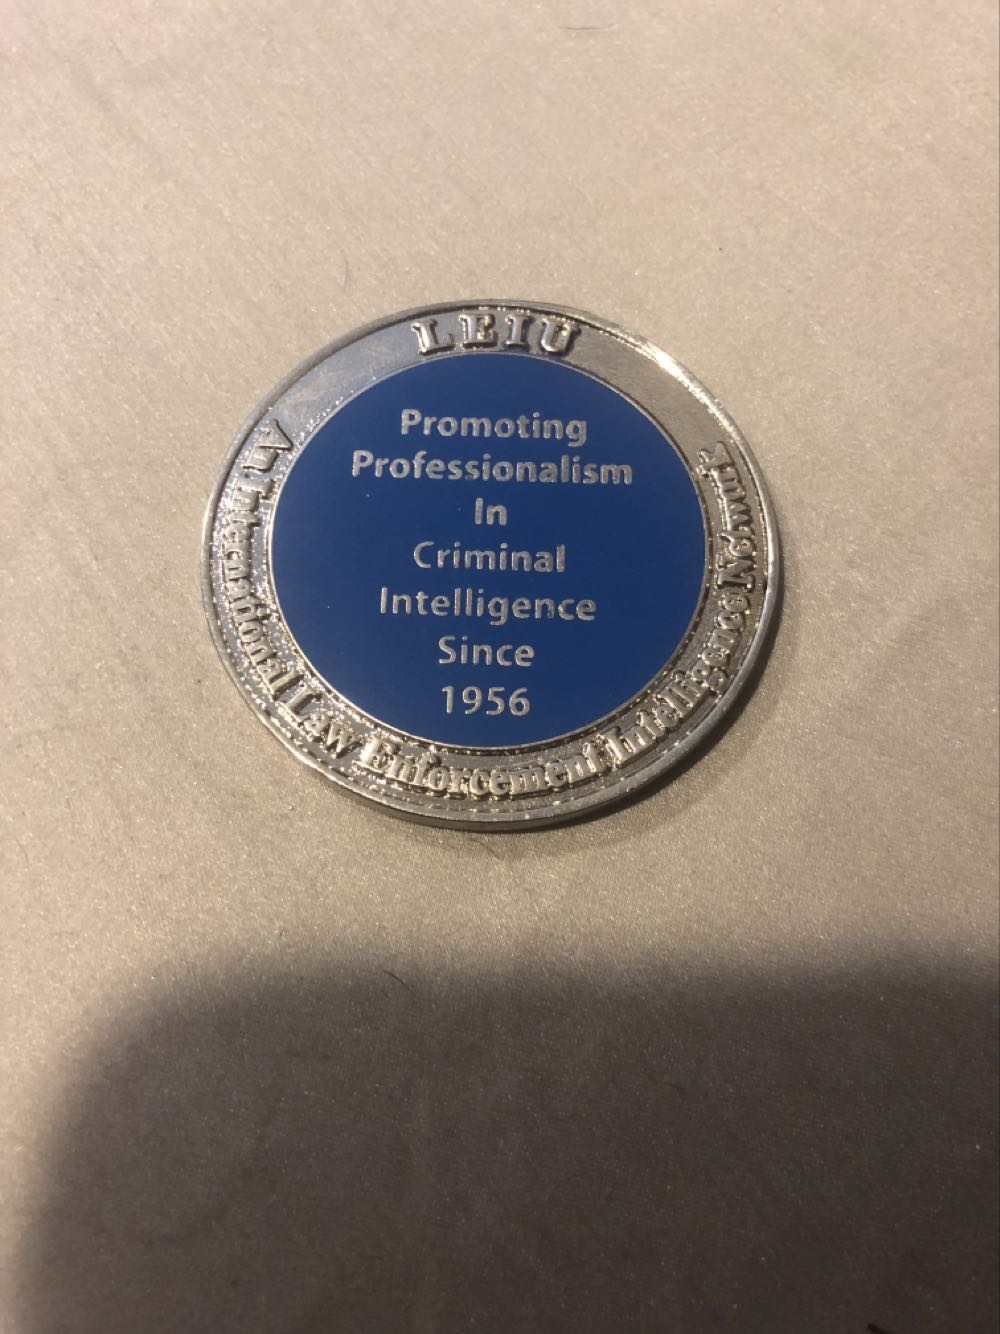 LEIU
Promoting
Professionalism
In
Criminal
Intelligence
Since
1956
An International Law Enforcement Intelligence Network